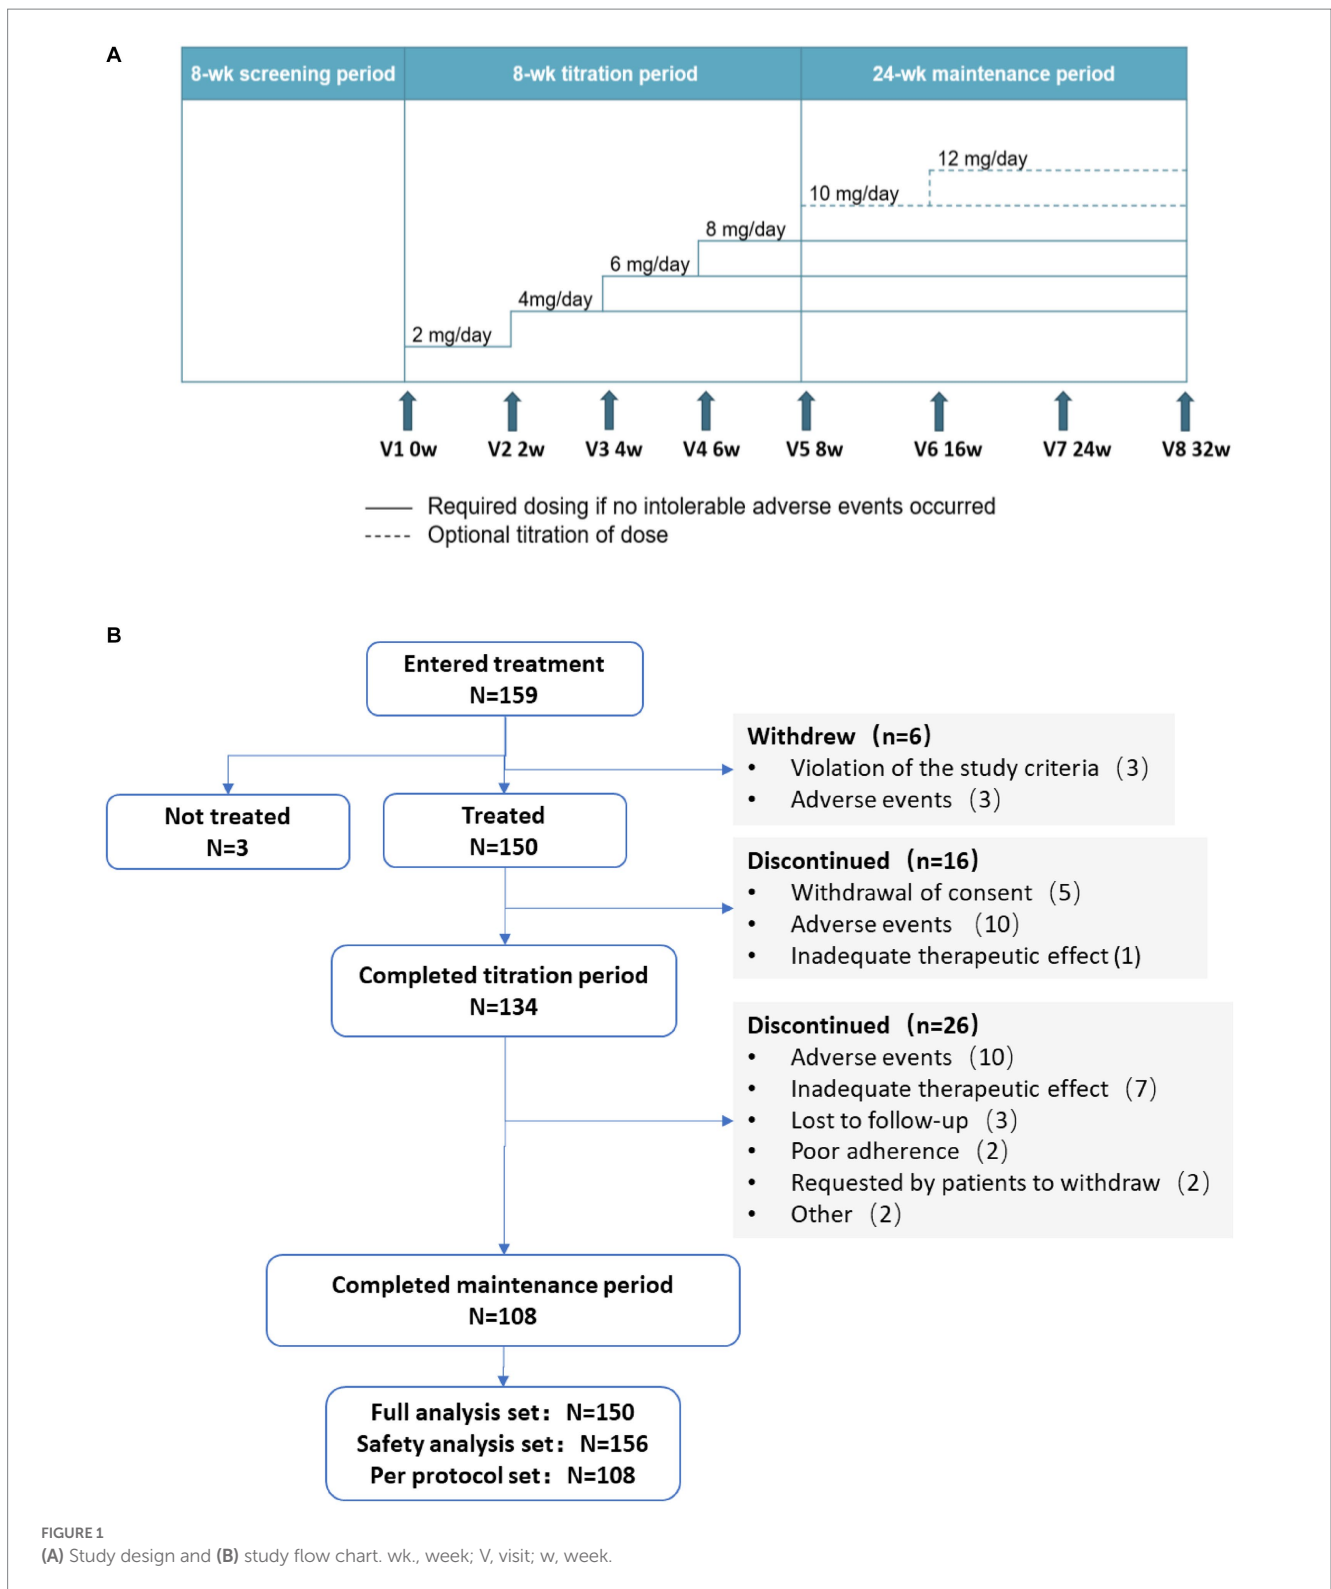 A
8-wk screening period
8-wk titration period
24-wk maintenance period
12 mg/day
10 mg/day
8 mg/day
6 mg/day
4mg/day
2 mg/day
V1 0w
V2 2w
V3 4w
V4 6w
V5 8w
V6 16w
V7 24w
V8 32w
Required dosing if no intolerable adverse events occurred
Optional titration of dose
B
Entered treatment
N=159
Withdrew（n=6)
• Violation of the study criteria（3）
• Adverse events（3）
Not treated
N=3
Treated
N=150
Discontinued（n=16)
• Withdrawal of consent（5）
• Adverse events （10）
• Inadequate therapeutic effect (1)
Completed titration period
N=134
Discontinued（n=26)
• Adverse events（10）
• Inadequate therapeutic effect（7）
• Lost to follow-up（3）
• Poor adherence（2）
• Requested by patients to withdraw（2）
• Other（2）
Completed maintenance period
N=108
Full analysis set：N=150
Safety analysis set：N=156
Per protocol set：N=108
FIGURE 1
(A) Study design and (B) study flow chart. wk., week; V, visit; w, week.